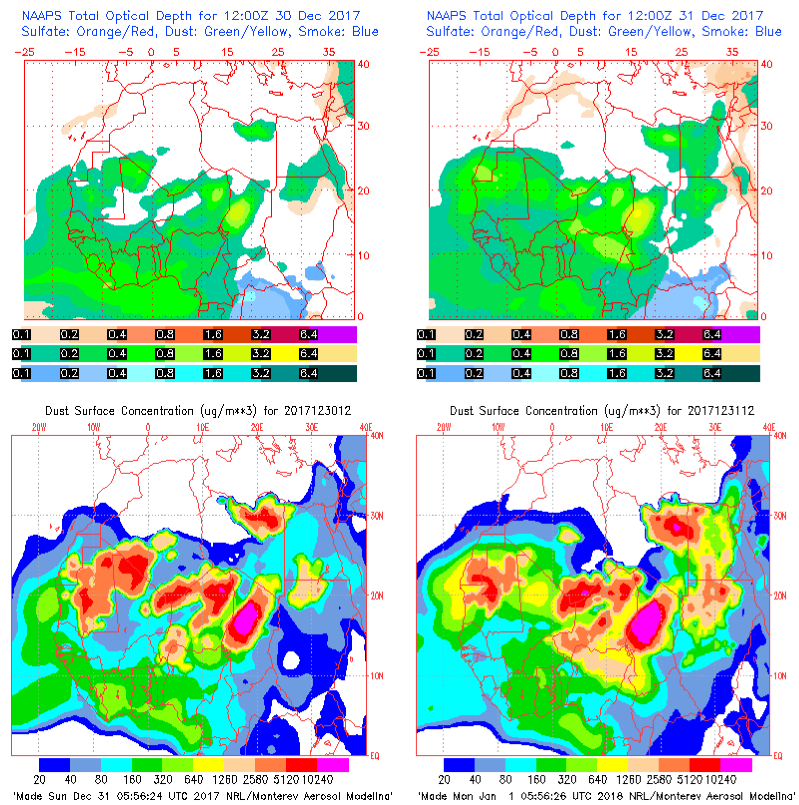 NAAPS Total Optical Depth for 12:00Z 30 Dec 2017
Sulfate: Orange/Red, Dust: Green/Yellow, Smoke: Blue
-25 -15 -5 0 5 15 25 35
40
30
20
10
0
0.1 0.2 0.4 0.8 1.6 3.2 6.4
0.1 0.2 0.4 0.8 1.6 3.2 6.4
0.1 0.2 0.4 0.8 1.6 3.2 6.4
NAAPS Total Optical Depth for 12:00Z 31 Dec 2017
Sulfate: Orange/Red, Dust: Green/Yellow, Smoke: Blue
-25 -15 -5 0 5 15 25 35
40
30
20
10
0
0.1 0.2 0.4 0.8 1.6 3.2 6.4
0.1 0.2 0.4 0.8 1.6 3.2 6.4
0.1 0.2 0.4 0.8 1.6 3.2 6.4
Dust Surface Concentration (ug/m**3) for 2017123012
20W 10W 0 10E 20E 30E 40E
40N
30N
20N
10N
EQ
20 40 80 160 320 640 1280 2560 5120 10240
'Made Sun Dec 31 05:56:24 UTC 2017 NRL/Monterey Aerosol Modeling'
Dust Surface Concentration (ug/m**3) for 2017123112
20W 10W 0 10E 20E 30E 40E
40N
30N
20N
10N
EQ
20 40 80 160 320 640 1280 2560 5120 10240
'Made Mon Jan 1 05:56:26 UTC 2018 NRL/Monterey Aerosol Modeling'